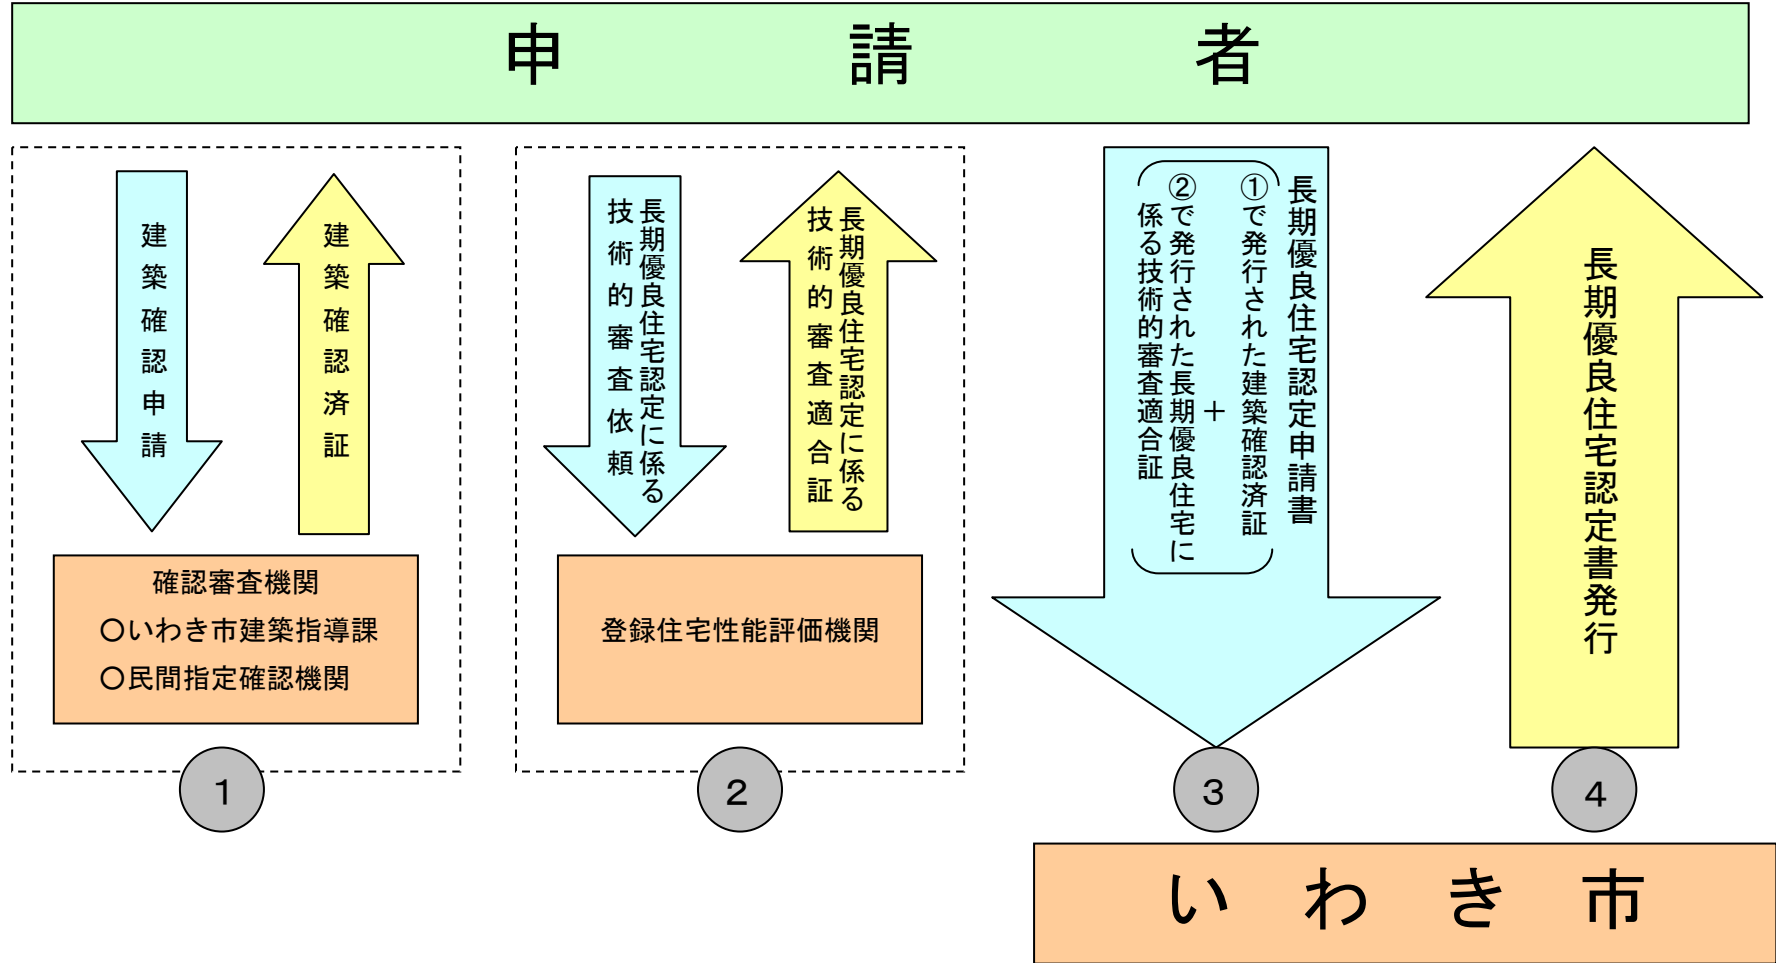 申請者
建築確認申請
建築確認済証
確認審査機関
○いわき市建築指導課
○民間指定確認機関
1
長期優良住宅認定に係る
技術的審査依頼
長期優良住宅認定に係る
技術的審査適合証
登録住宅性能評価機関
2
長期優良住宅認定申請書
①で発行された建築確認済証
＋
②で発行された長期優良住宅に
係る技術的審査適合証
3
長期優良住宅認定書発行
4
いわき市